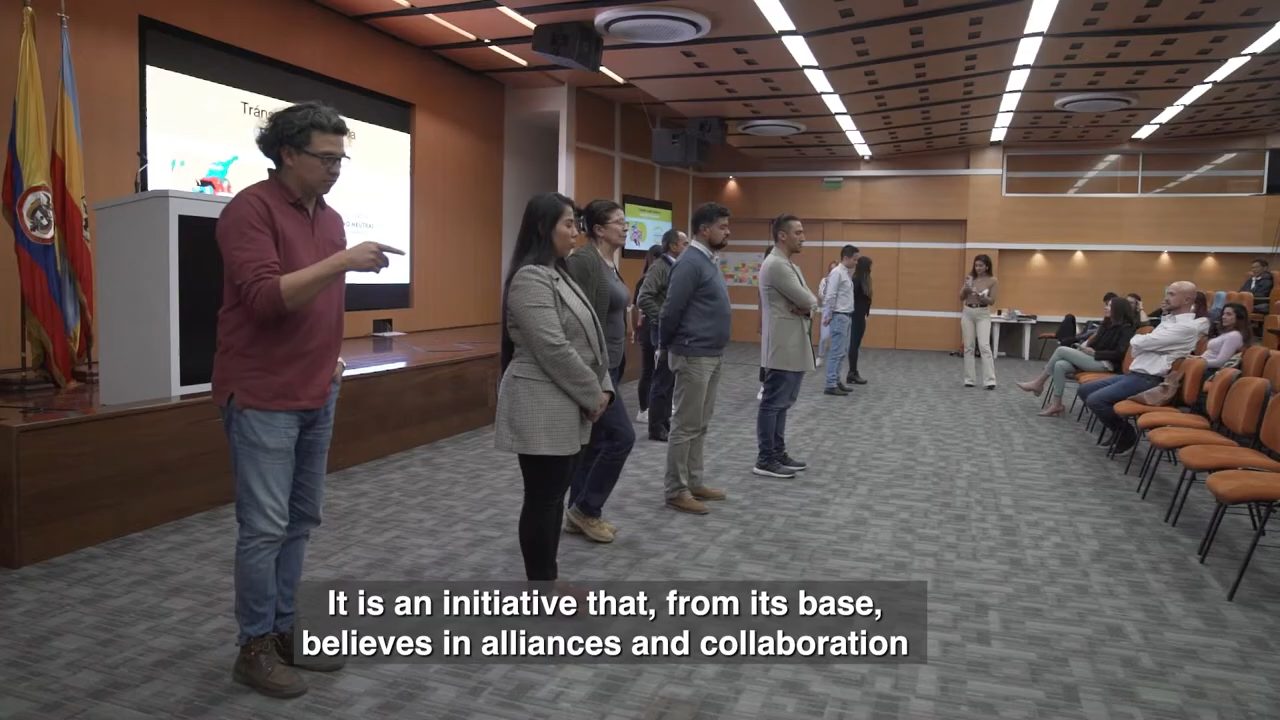 It is an initiative that, from its base,
believes in alliances and collaboration